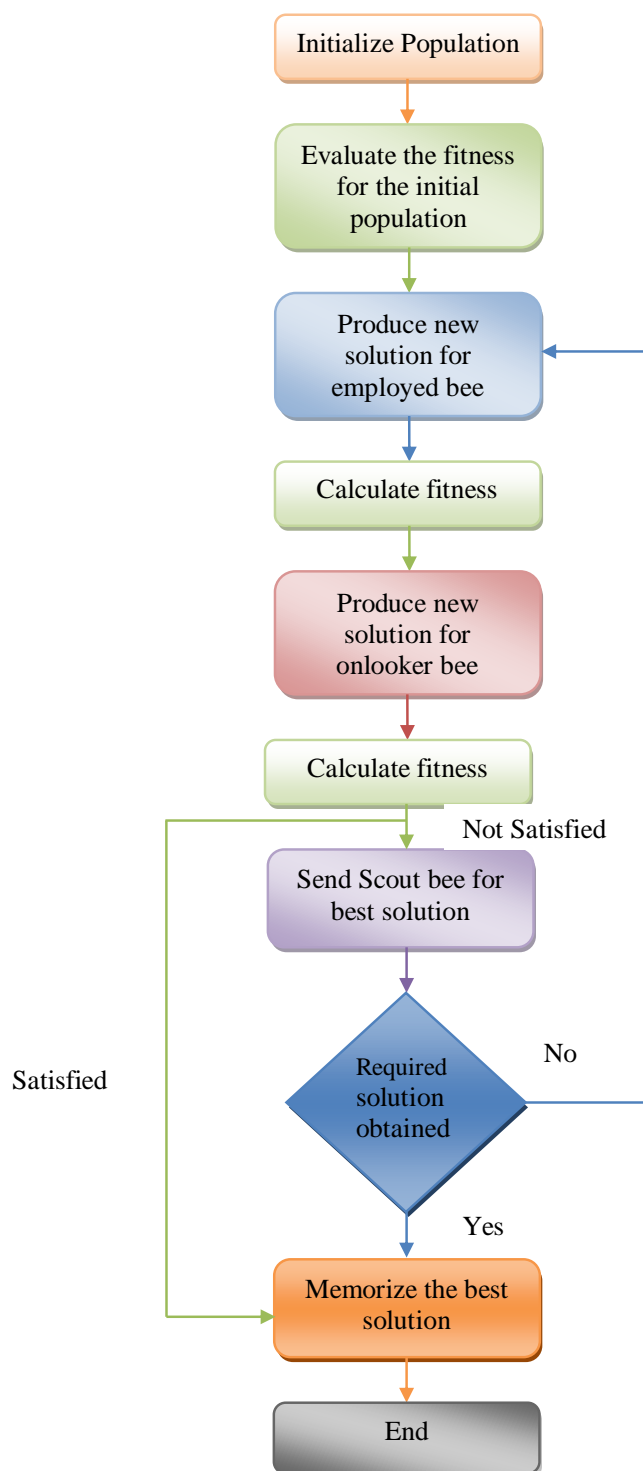 Initialize Population
Evaluate the fitness
for the initial
population
Produce new
solution for
employed bee
Calculate fitness
Produce new
solution for
onlooker bee
Calculate fitness
Not Satisfied
Send Scout bee for
best solution
Required
solution
obtained
No
Satisfied
Yes
Memorize the best
solution
End